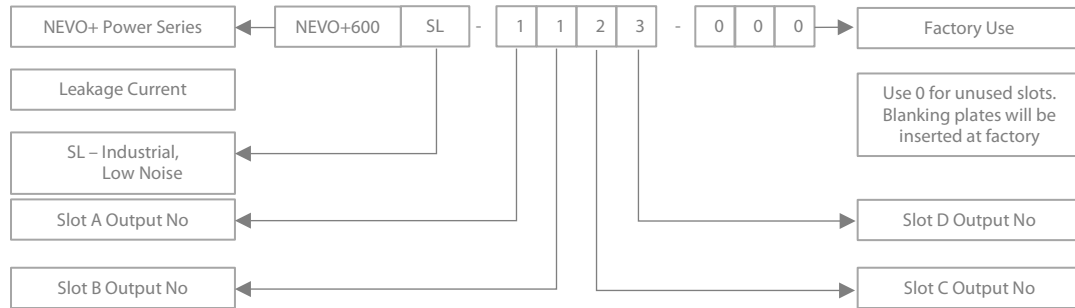 NEVO+ Power Series
NEVO+600 SL - 1 1 2 3 - 0 0 0
Factory Use
Leakage Current
Use 0 for unused slots.
Blanking plates will be
inserted at factory
SL – Industrial,
Low Noise
Slot A Output No
Slot D Output No
Slot B Output No
Slot C Output No